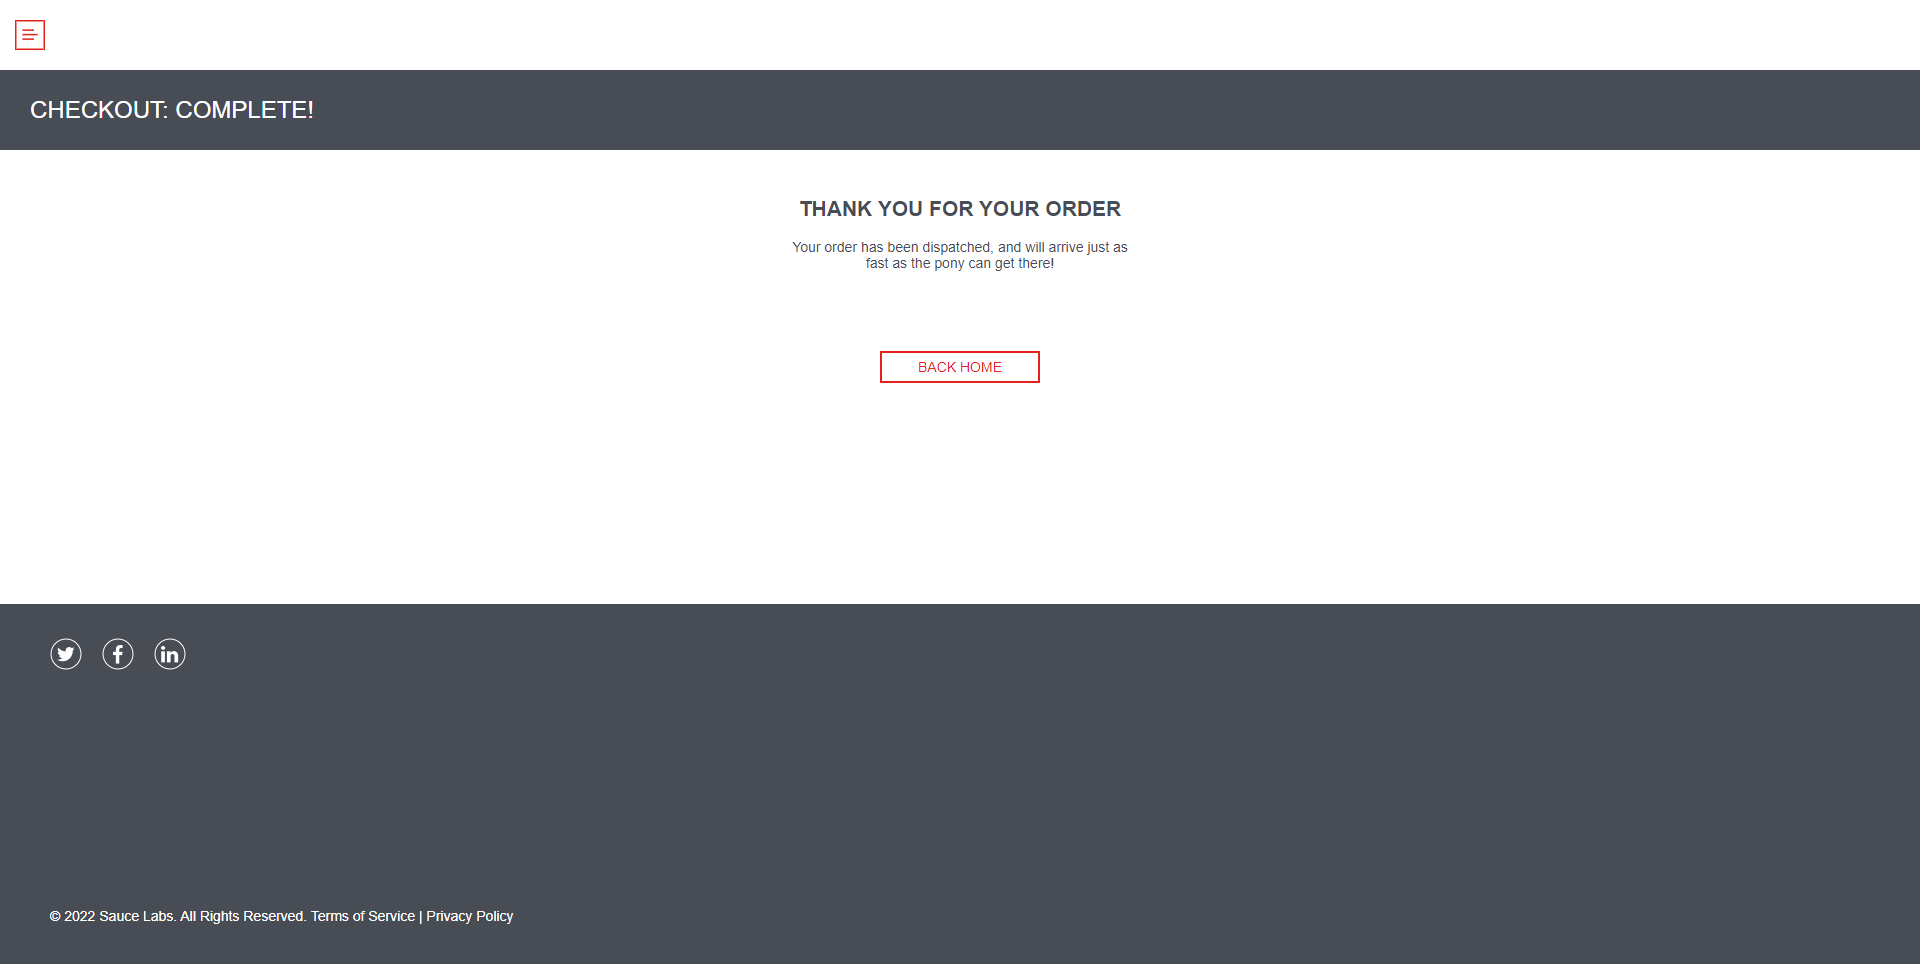 CHECKOUT: COMPLETE!
THANK YOU FOR YOUR ORDER
Your order has been dispatched, and will arrive just as
fast as the pony can get there!
BACK HOME
© 2022 Sauce Labs. All Rights Reserved. Terms of Service | Privacy Policy